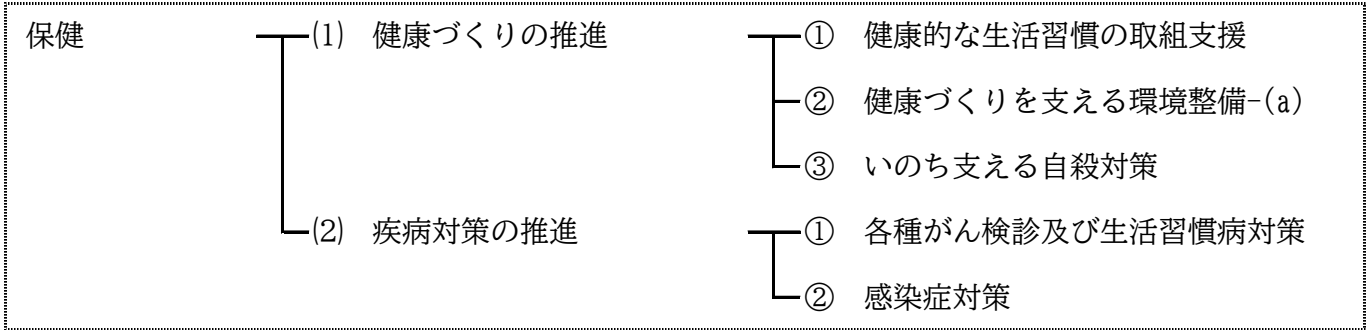 保健 ⑴ 健康づくりの推進 ① 健康的な生活習慣の取組支援
② 健康づくりを支える環境整備-(a)
③ いのち支える自殺対策
⑵ 疾病対策の推進 ① 各種がん検診及び生活習慣病対策
② 感染症対策